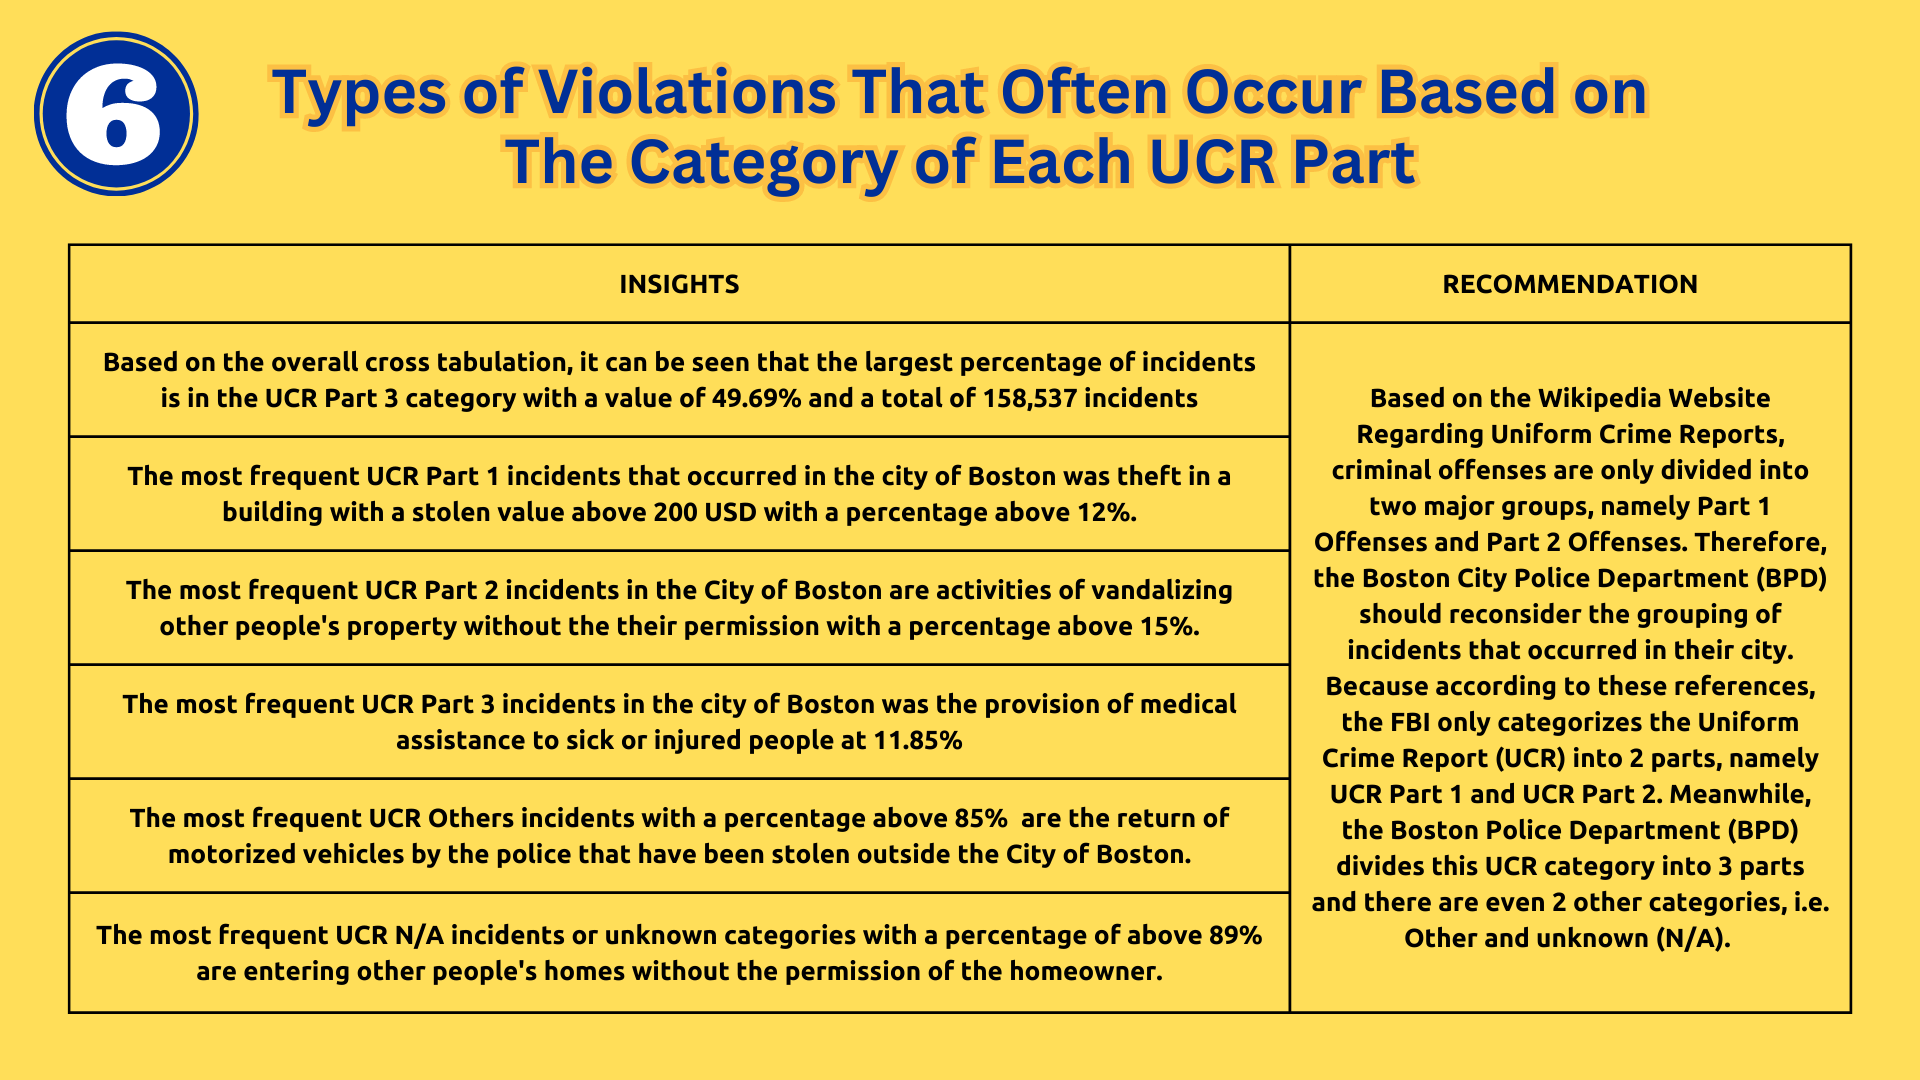 6
Types of Violations That Often Occur Based on
The Category of Each UCR Part
INSIGHTS
RECOMMENDATION
Based on the overall cross tabulation, it can be seen that the largest percentage of incidents
is in the UCR Part 3 category with a value of 49.69% and a total of 158,537 incidents
The most frequent UCR Part 1 incidents that occurred in the city of Boston was theft in a
building with a stolen value above 200 USD with a percentage above 12%.
The most frequent UCR Part 2 incidents in the City of Boston are activities of vandalizing
other people's property without the their permission with a percentage above 15%.
The most frequent UCR Part 3 incidents in the city of Boston was the provision of medical
assistance to sick or injured people at 11.85%
The most frequent UCR Others incidents with a percentage above 85% are the return of
motorized vehicles by the police that have been stolen outside the City of Boston.
The most frequent UCR N/A incidents or unknown categories with a percentage of above 89%
are entering other people's homes without the permission of the homeowner.
Based on the Wikipedia Website
Regarding Uniform Crime Reports,
criminal offenses are only divided into
two major groups, namely Part 1
Offenses and Part 2 Offenses. Therefore,
the Boston City Police Department (BPD)
should reconsider the grouping of
incidents that occurred in their city.
Because according to these references,
the FBI only categorizes the Uniform
Crime Report (UCR) into 2 parts, namely
UCR Part 1 and UCR Part 2. Meanwhile,
the Boston Police Department (BPD)
divides this UCR category into 3 parts
and there are even 2 other categories, i.e.
Other and unknown (N/A).